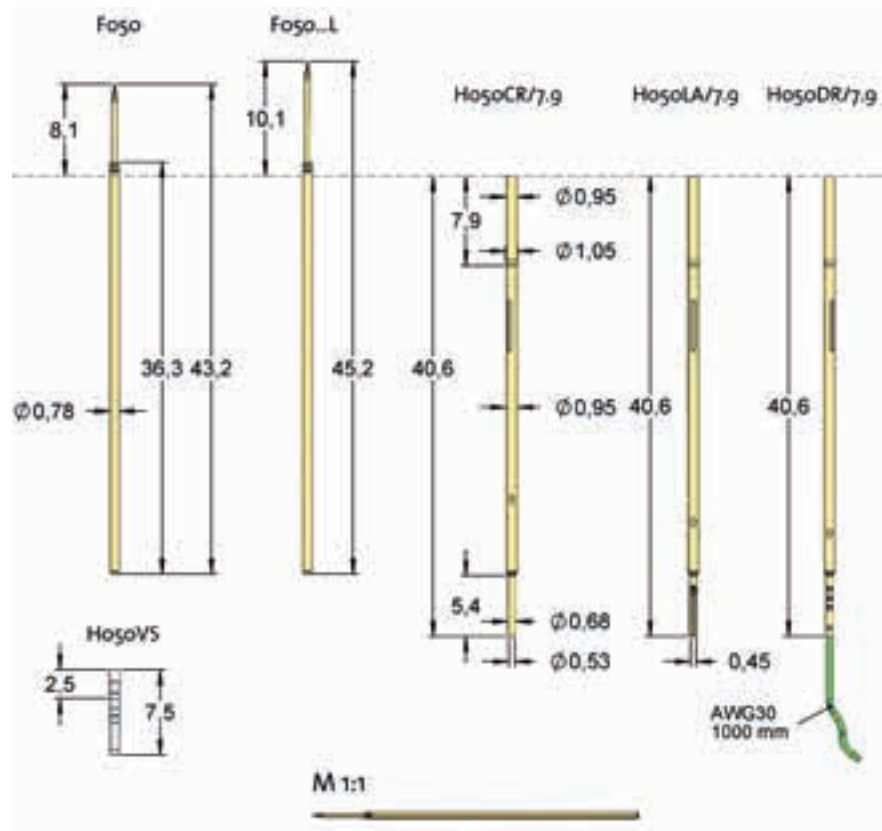 F050
F050...L
H050CR/7.9
H050LA/7.9
H050DR/7.9
8,1
10,1
7,9
Ø0,95
Ø1,05
36,3
43,2
45,2
40,6
Ø0,78
Ø0,95
40,6
40,6
5,4
Ø0,68
Ø0,53
0,45
H050VS
2,5
7,5
AWG30
1000 mm
M 1:1